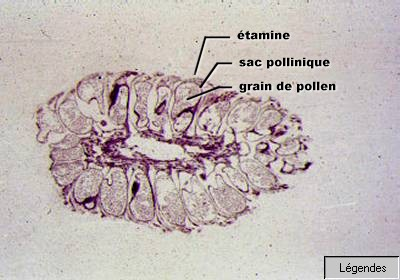 étamine
sac pollinique
grain de pollen
Légendes